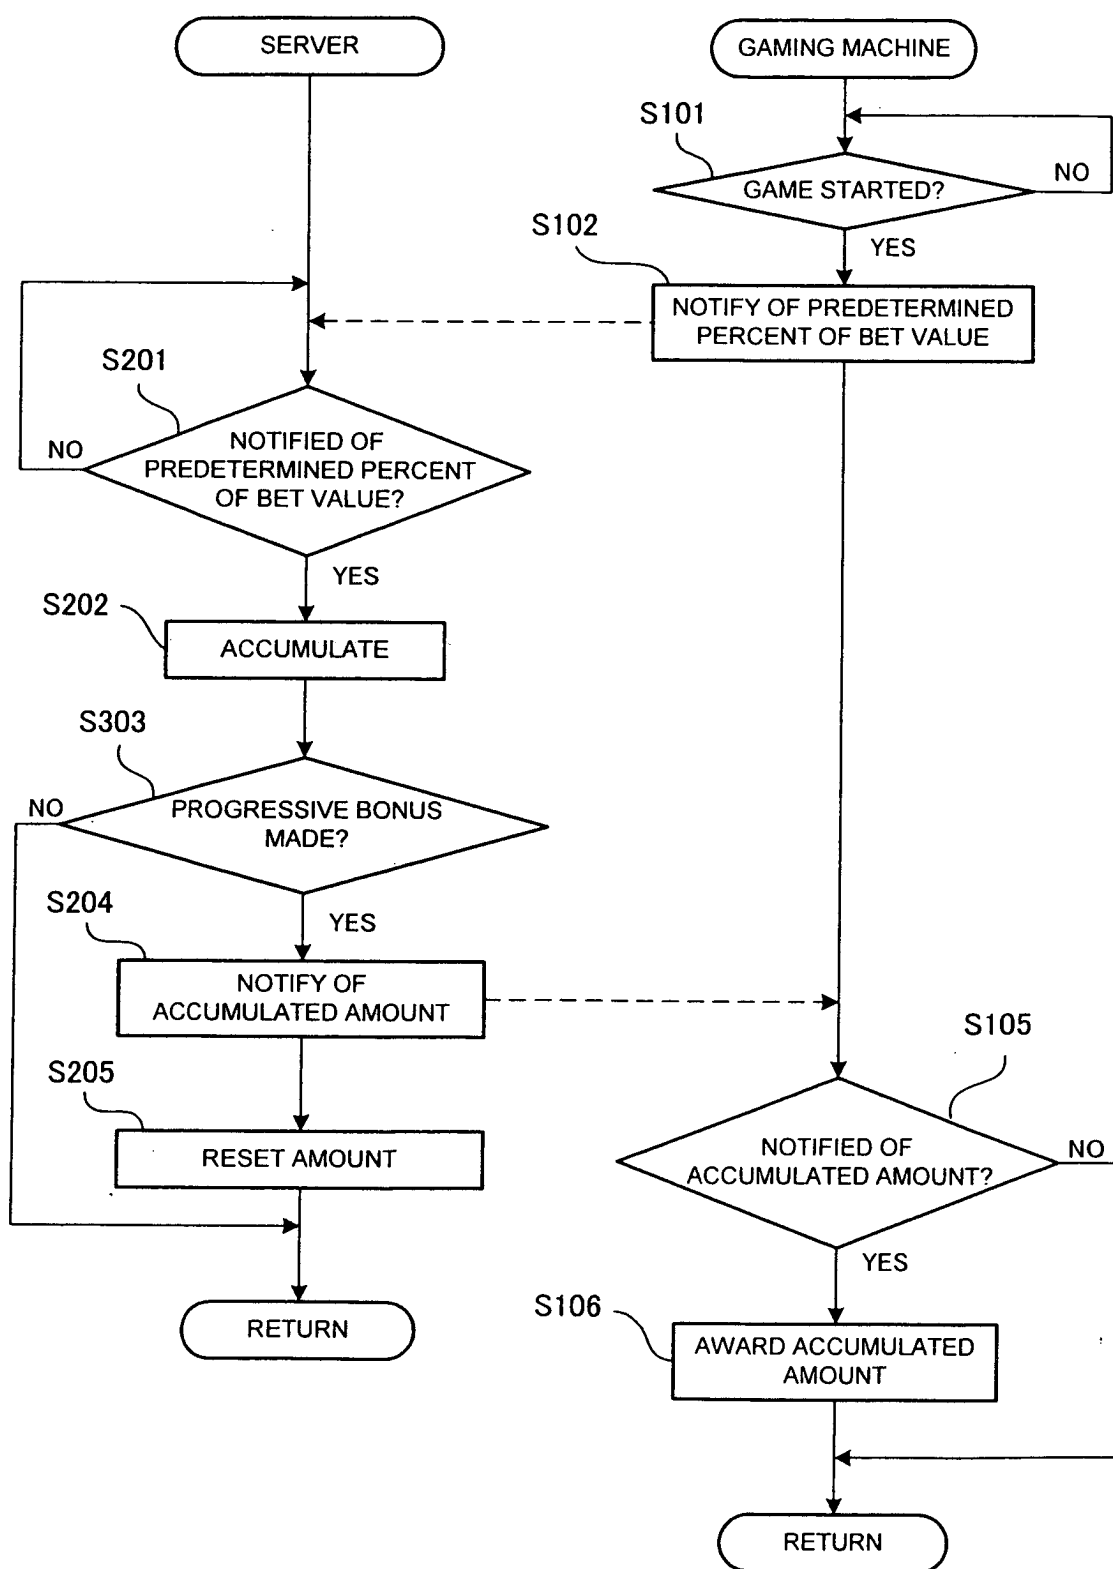 SERVER
GAMING MACHINE
S101
GAME STARTED?
NO
YES
S102
NOTIFY OF PREDETERMINED
PERCENT OF BET VALUE
S201
NOTIFIED OF
PREDETERMINED PERCENT
OF BET VALUE?
NO
YES
S202
ACCUMULATE
S303
PROGRESSIVE BONUS
MADE?
NO
YES
S204
NOTIFY OF
ACCUMULATED AMOUNT
S205
RESET AMOUNT
RETURN
S105
NOTIFIED OF
ACCUMULATED AMOUNT?
NO
YES
S106
AWARD ACCUMULATED
AMOUNT
RETURN